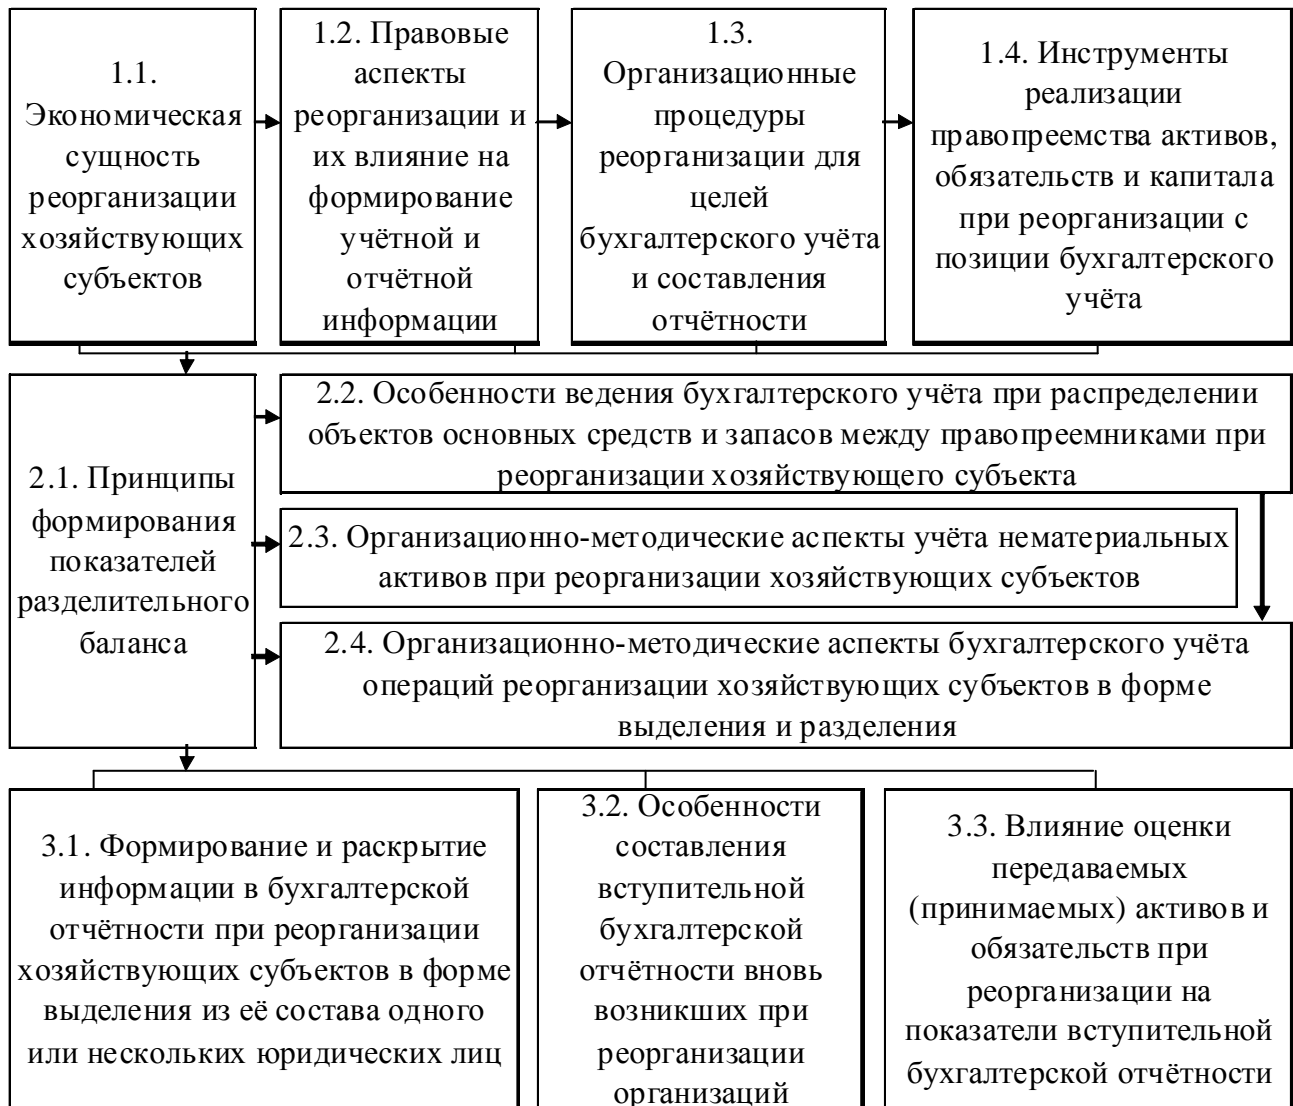 1.1.
Экономическая
сущность
реорганизации
хозяйствующих
субъектов
1.2. Правовые
аспекты
реорганизации и
их влияние на
формирование
учётной и
отчётной
информации
1.3.
Организационные
процедуры
реорганизации для
целей
бухгалтерского учёта
и составления
отчётности
1.4. Инструменты
реализации
правопреемства активов,
обязательств и капитала
при реорганизации с
позиции бухгалтерского
учёта
2.1. Принципы
формирования
показателей
разделительного
баланса
2.2. Особенности ведения бухгалтерского учёта при распределении
объектов основных средств и запасов между правопреемниками при
реорганизации хозяйствующего субъекта
2.3. Организационно-методические аспекты учёта нематериальных
активов при реорганизации хозяйствующих субъектов
2.4. Организационно-методические аспекты бухгалтерского учёта
операций реорганизации хозяйствующих субъектов в форме
выделения и разделения
3.1. Формирование и раскрытие
информации в бухгалтерской
отчётности при реорганизации
хозяйствующих субъектов в форме
выделения из её состава одного
или нескольких юридических лиц
3.2. Особенности
составления
вступительной
бухгалтерской
отчётности вновь
возникших при
реорганизации
организаций
3.3. Влияние оценки
передаваемых
(принимаемых) активов и
обязательств при
реорганизации на
показатели вступительной
бухгалтерской отчётности